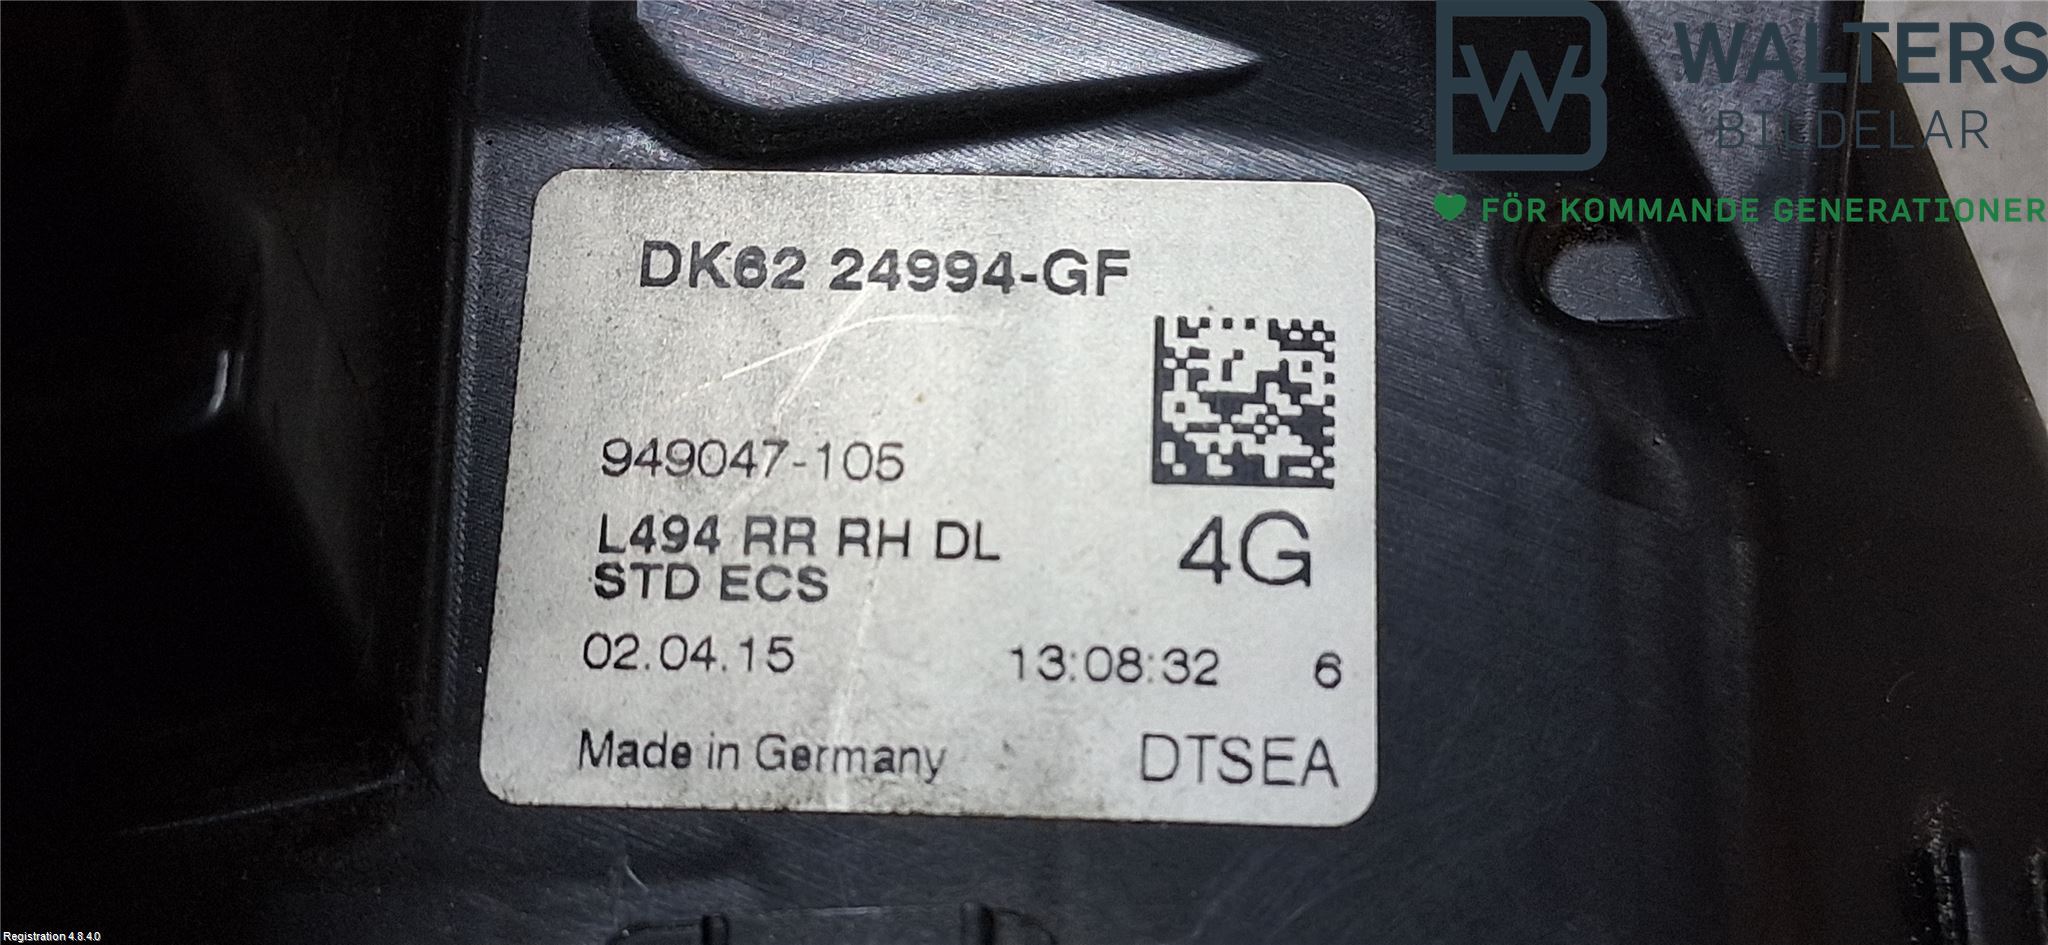 WALTERS
BILDELAR
FÖR KOMMANDE GENERATIONER
DK62 24994-GF
949047-105
L494 RR RH DL
4G
STD ECS
02.04.15 13:08:32 6
Made in Germany DTSEA
Registration 4.8.4.0